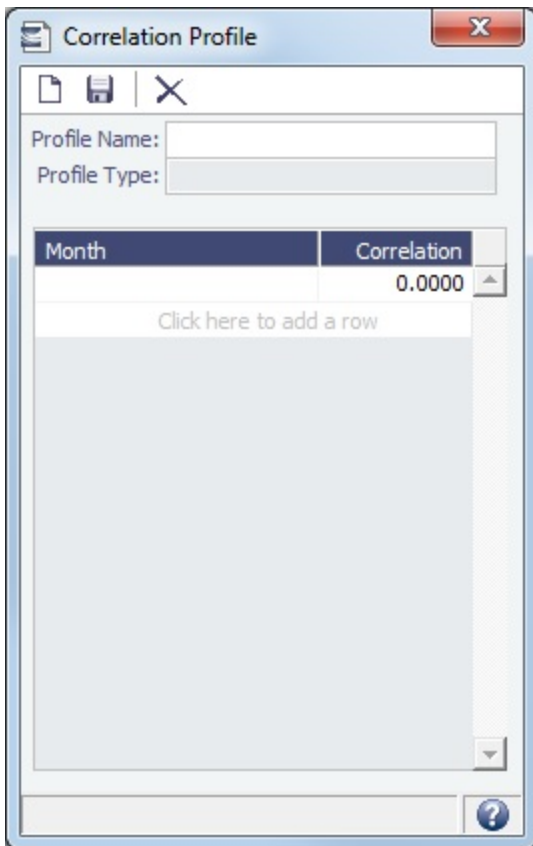 Correlation Profile
Profile Name:
Profile Type:
Month Correlation
0.0000
Click here to add a row